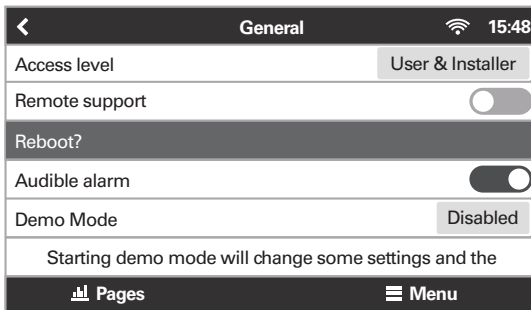 General 15:48
Access level User & Installer
Remote support
Reboot?
Audible alarm
Demo Mode Disabled
Starting demo mode will change some settings and the
Pages Menu